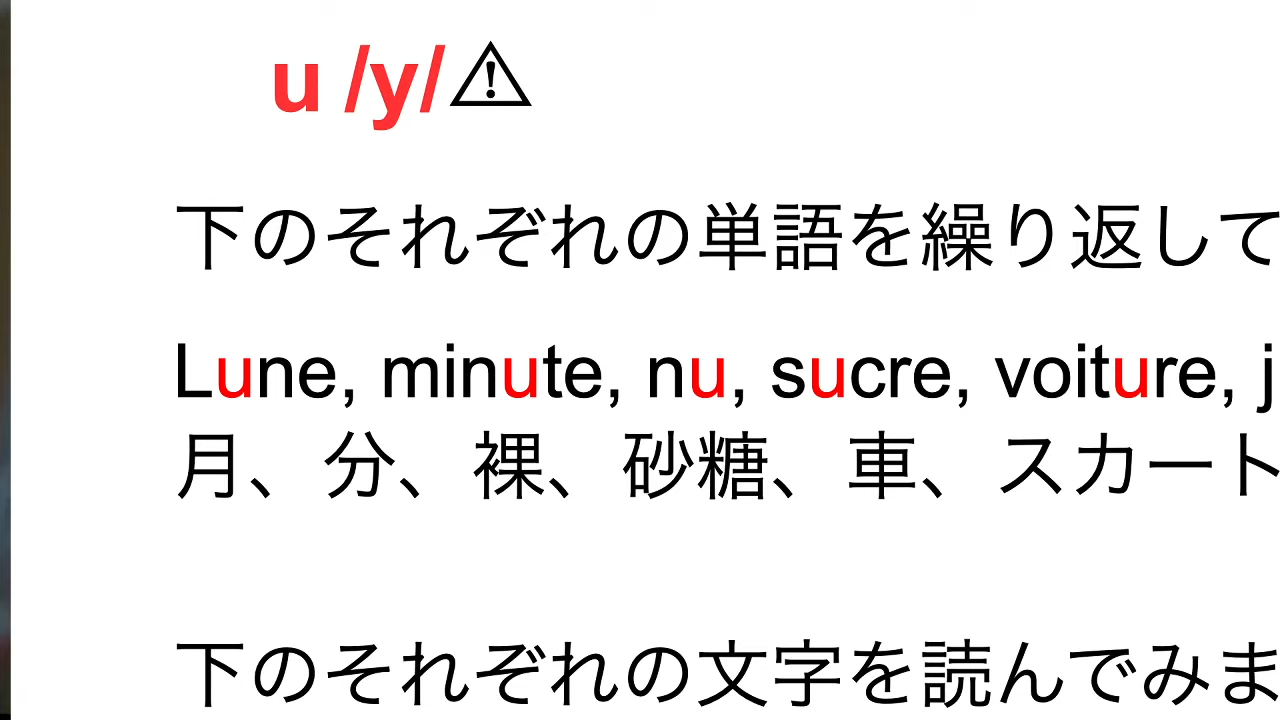 u /y/⚠
下のそれぞれの単語を繰り返して
Lune, minute, nu, sucre, voiture, j
月、分、裸、砂糖、車、スカート
下のそれぞれの文字を読んでみま